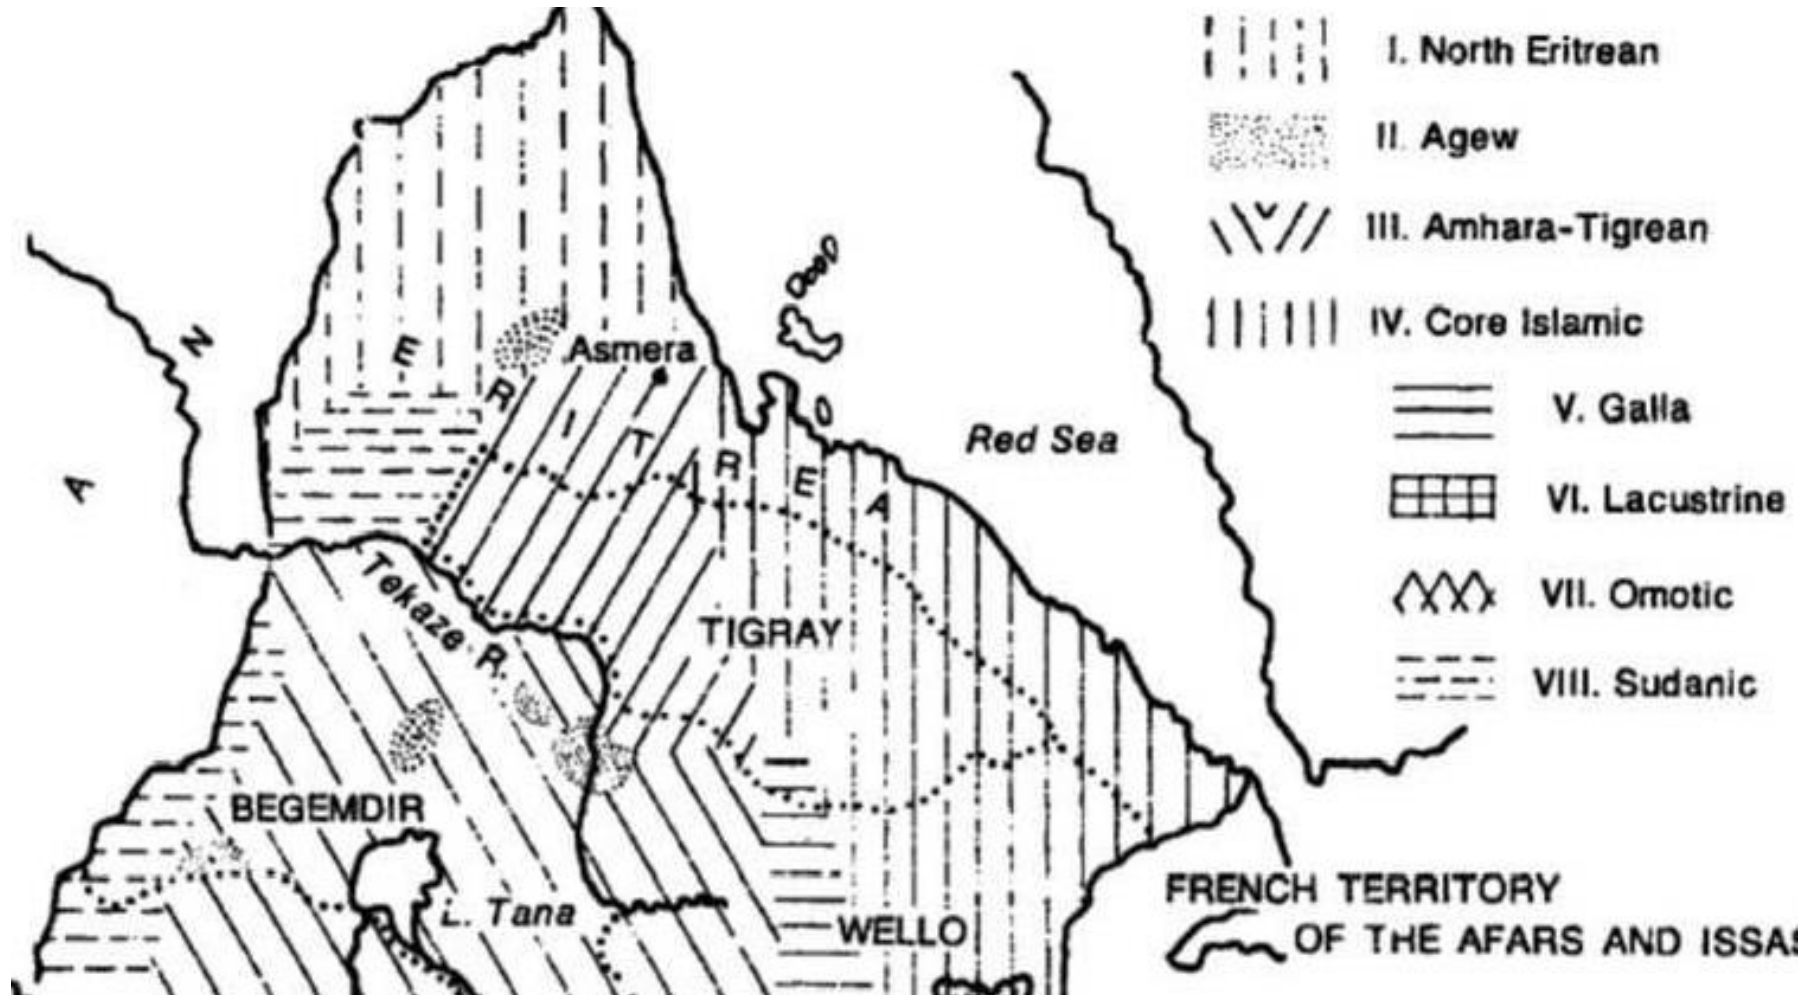 I. North Eritrean
II. Agew
III. Amhara-Tigrean
IV. Core Islamic
V. Galla
VI. Lacustrine
VII. Omotic
VIII. Sudanic
N
A
ERITREA
Asmera
Red Sea
Tekaze R.
TIGRAY
BEGEMDIR
L. Tana
WELLO
FRENCH TERRITORY
OF THE AFARS AND ISSAS